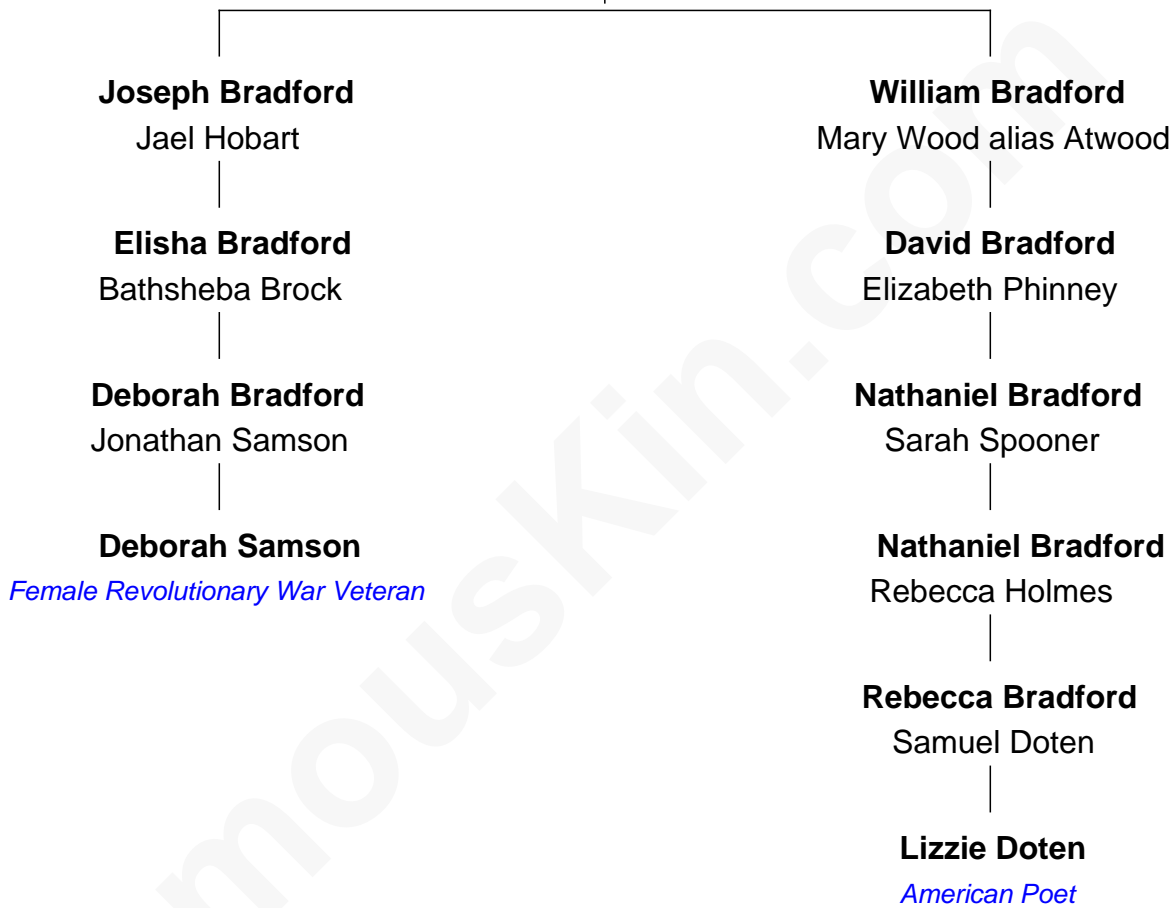 Joseph Bradford
Jael Hobart
Elisha Bradford
Bathsheba Brock
Deborah Bradford
Jonathan Samson
Deborah Samson
Female Revolutionary War Veteran
William Bradford
Mary Wood alias Atwood
David Bradford
Elizabeth Phinney
Nathaniel Bradford
Sarah Spooner
Nathaniel Bradford
Rebecca Holmes
Rebecca Bradford
Samuel Doten
Lizzie Doten
American Poet
mousKin.com